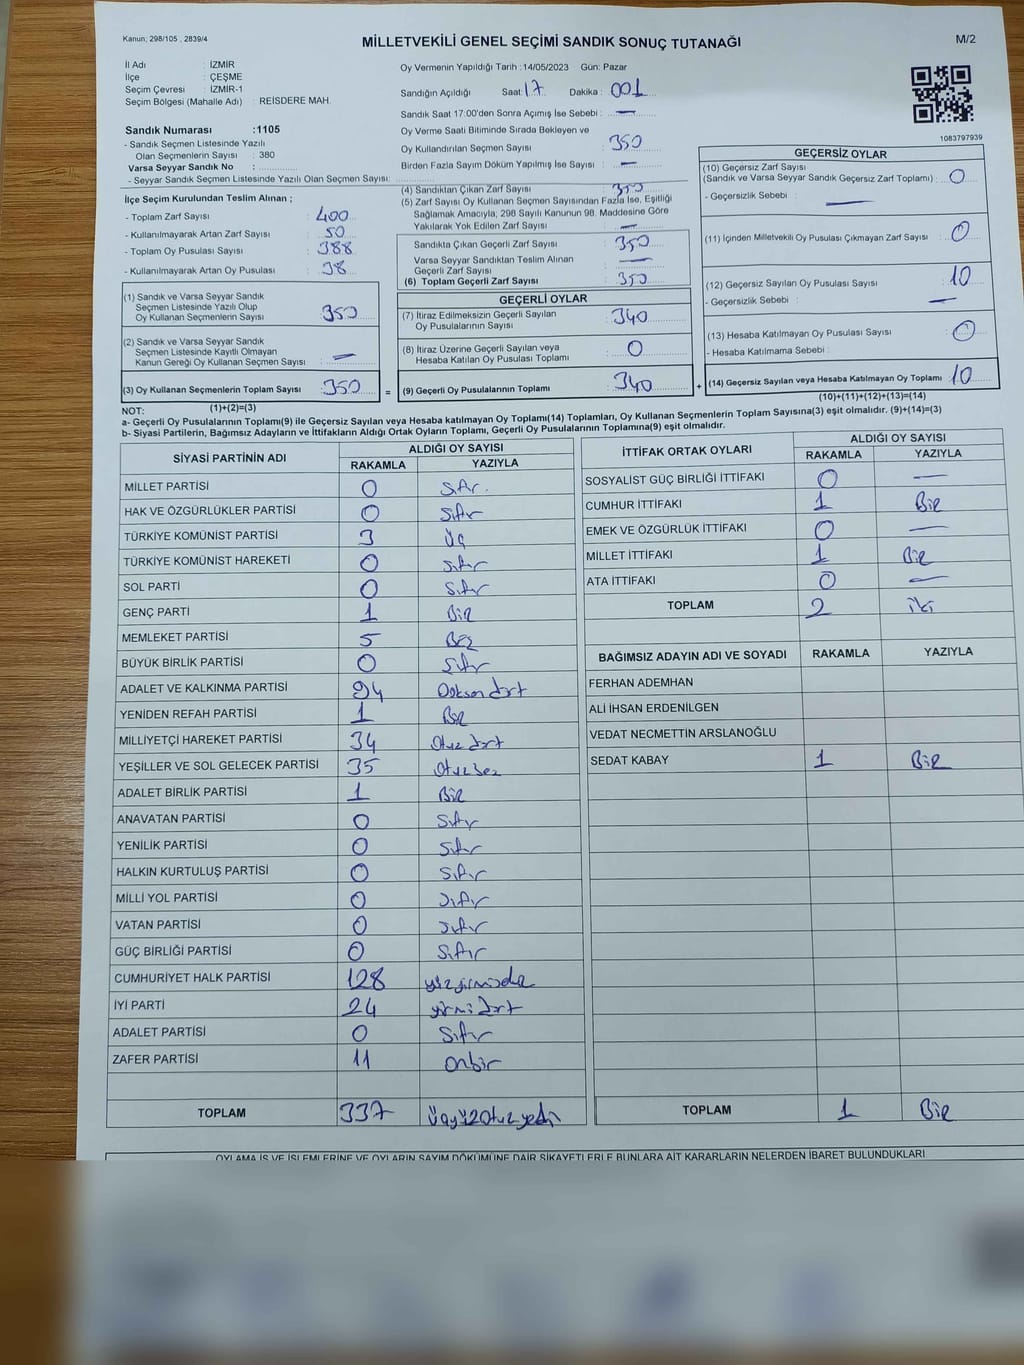 Kanun; 298/105 , 2839/4
MİLLETVEKİLİ GENEL SEÇİMİ SANDIK SONUÇ TUTANAĞI
M/2
İl Adı : İZMİR
İlçe : ÇEŞME
Seçim Çevresi : İZMİR-1
Seçim Bölgesi (Mahalle Adı) : REİSDERE MAH.
Sandık Numarası :1105
- Sandık Seçmen Listesinde Yazılı
Olan Seçmenlerin Sayısı : 380
Varsa Seyyar Sandık No :
- Seyyar Sandık Seçmen Listesinde Yazılı Olan Seçmen Sayısı:
İlçe Seçim Kurulundan Teslim Alınan ;
- Toplam Zarf Sayısı 400
- Kullanılmayarak Artan Zarf Sayısı 50
- Toplam Oy Pusulası Sayısı 388
- Kullanılmayarak Artan Oy Pusulası 38
(1) Sandık ve Varsa Seyyar Sandık
Seçmen Listesinde Yazılı Olup
Oy Kullanan Seçmenlerin Sayısı 350
(2) Sandık ve Varsa Seyyar Sandık
Seçmen Listesinde Kayıtlı Olmayan
Kanun Gereği Oy Kullanan Seçmen Sayısı —
(3) Oy Kullanan Seçmenlerin Toplam Sayısı 350
(1)+(2)=(3)
Oy Vermenin Yapıldığı Tarih :14/05/2023 Gün: Pazar
Sandığın Açıldığı Saat: 17 Dakika : 001
Sandık Saat 17:00'den Sonra Açımış İse Sebebi : —
Oy Verme Saati Bitiminde Sırada Bekleyen ve
Oy Kullandırılan Seçmen Sayısı : 350
Birden Fazla Sayım Döküm Yapılmış İse Sayısı : —
(4) Sandıktan Çıkan Zarf Sayısı : 350
(5) Zarf Sayısı Oy Kullanan Seçmen Sayısından Fazla İse, Eşitliği
Sağlamak Amacıyla, 298 Sayılı Kanunun 98. Maddesine Göre
Yakılarak Yok Edilen Zarf Sayısı : —
Sandıkta Çıkan Geçerli Zarf Sayısı : 350
Varsa Seyyar Sandıktan Teslim Alınan
Geçerli Zarf Sayısı : —
(6) Toplam Geçerli Zarf Sayısı : 350
GEÇERLİ OYLAR
(7) İtiraz Edilmeksizin Geçerli Sayılan
Oy Pusulalarının Sayısı : 340
(8) İtiraz Üzerine Geçerli Sayılan veya
Hesaba Katılan Oy Pusulası Toplamı : 0
= (9) Geçerli Oy Pusulalarının Toplamı : 340
1083797939
GEÇERSİZ OYLAR
(10) Geçersiz Zarf Sayısı
(Sandık ve Varsa Seyyar Sandık Geçersiz Zarf Toplamı) : 0
- Geçersizlik Sebebi : —
(11) İçinden Milletvekili Oy Pusulası Çıkmayan Zarf Sayısı : 0
(12) Geçersiz Sayılan Oy Pusulası Sayısı : 10
- Geçersizlik Sebebi : —
(13) Hesaba Katılmayan Oy Pusulası Sayısı : 0
- Hesaba Katılmama Sebebi :
+ (14) Geçersiz Sayılan veya Hesaba Katılmayan Oy Toplamı : 10
(10)+(11)+(12)+(13)=(14)
NOT:
a- Geçerli Oy Pusulalarının Toplamı(9) ile Geçersiz Sayılan veya Hesaba katılmayan Oy Toplamı(14) Toplamları, Oy Kullanan Seçmenlerin Toplam Sayısına(3) eşit olmalıdır. (9)+(14)=(3)
b- Siyasi Partilerin, Bağımsız Adayların ve İttifakların Aldığı Ortak Oyların Toplamı, Geçerli Oy Pusulalarının Toplamına(9) eşit olmalıdır.
SİYASİ PARTİNİN ADI ALDIĞI OY SAYISI
RAKAMLA YAZIYLA
MİLLET PARTİSİ 0 Sıfır
HAK VE ÖZGÜRLÜKLER PARTİSİ 0 Sıfır
TÜRKİYE KOMÜNİST PARTİSİ 3 üç
TÜRKİYE KOMÜNİST HAREKETİ 0 Sıfır
SOL PARTİ 0 Sıfır
GENÇ PARTİ 1 BİR
MEMLEKET PARTİSİ 5 BEŞ
BÜYÜK BİRLİK PARTİSİ 0 Sıfır
ADALET VE KALKINMA PARTİSİ 94 Doksan dört
YENİDEN REFAH PARTİSİ 1 BİR
MİLLİYETÇİ HAREKET PARTİSİ 34 Otuz dört
YEŞİLLER VE SOL GELECEK PARTİSİ 35 Otuz beş
ADALET BİRLİK PARTİSİ 1 BİR
ANAVATAN PARTİSİ 0 Sıfır
YENİLİK PARTİSİ 0 Sıfır
HALKIN KURTULUŞ PARTİSİ 0 Sıfır
MİLLİ YOL PARTİSİ 0 Sıfır
VATAN PARTİSİ 0 Sıfır
GÜÇ BİRLİĞİ PARTİSİ 0 Sıfır
CUMHURİYET HALK PARTİSİ 128
İYİ PARTİ 24 yirmi dört
ADALET PARTİSİ 0 Sıfır
ZAFER PARTİSİ 11 onbir
TOPLAM 337 Üçyüzotuzyedi
İTTİFAK ORTAK OYLARI ALDIĞI OY SAYISI
RAKAMLA YAZIYLA
SOSYALİST GÜÇ BİRLİĞİ İTTİFAKI 0 —
CUMHUR İTTİFAKI 1 BİR
EMEK VE ÖZGÜRLÜK İTTİFAKI 0 —
MİLLET İTTİFAKI 1 BİR
ATA İTTİFAKI 0 —
TOPLAM 2 iki
BAĞIMSIZ ADAYIN ADI VE SOYADI RAKAMLA YAZIYLA
FERHAN ADEMHAN
ALİ İHSAN ERDENİLGEN
VEDAT NECMETTİN ARSLANOĞLU
SEDAT KABAY 1 BİR
TOPLAM 1 BİR
OYLAMA İŞ VE İŞLEMLERİNE VE OYLARIN SAYIM DÖKÜMÜNE DAİR ŞİKAYETLERLE BUNLARA AİT KARARLARIN NELERDEN İBARET BULUNDUKLARI